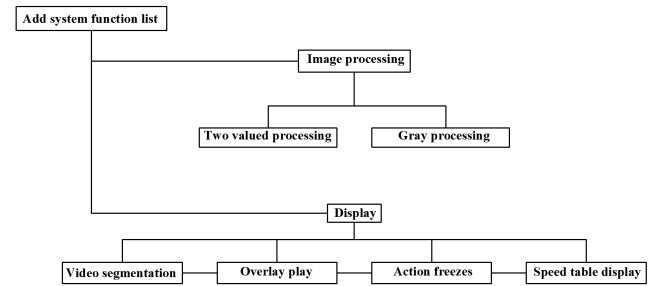 Add system function list
Image processing
Two valued processing
Gray processing
Display
Video segmentation
Overlay play
Action freezes
Speed table display